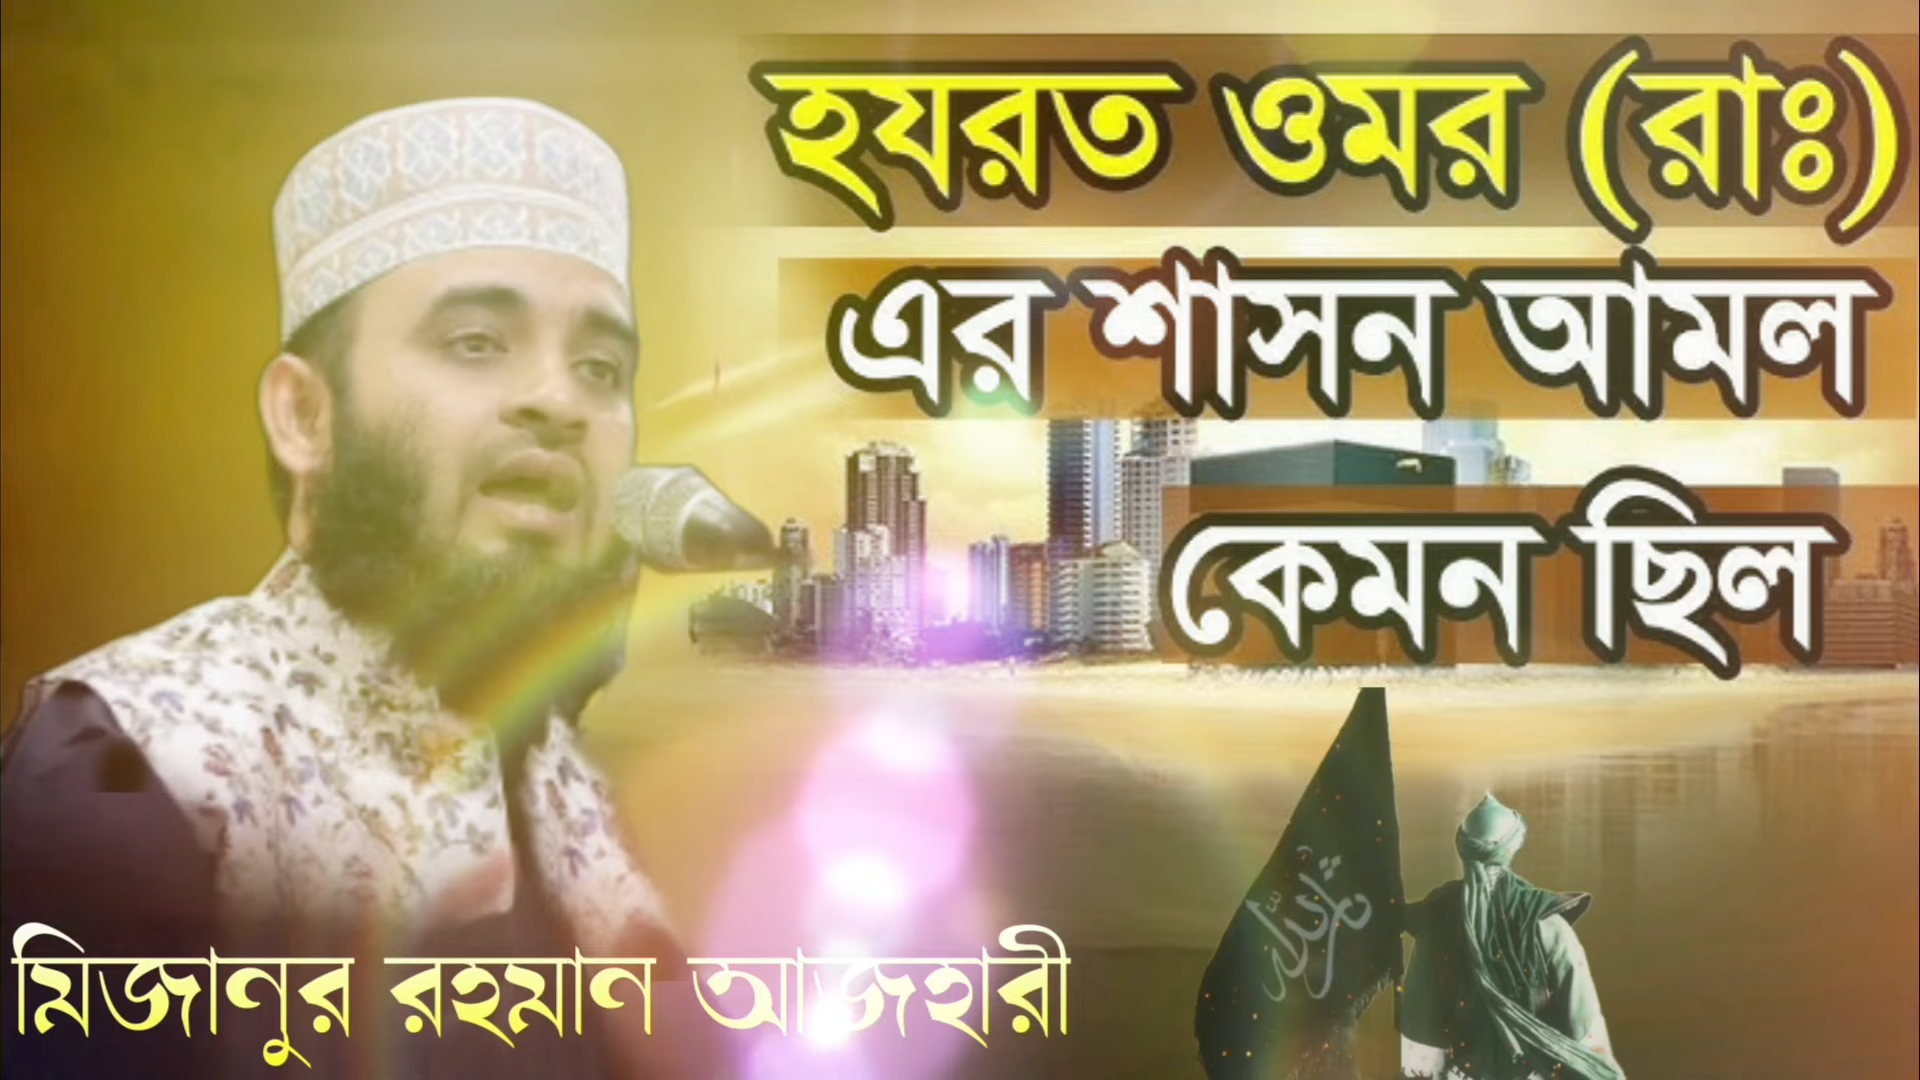 হযরত ওমর (রাঃ)
এর শাসন আমল
কেমন ছিল
মিজানুর রহমান আজহারী